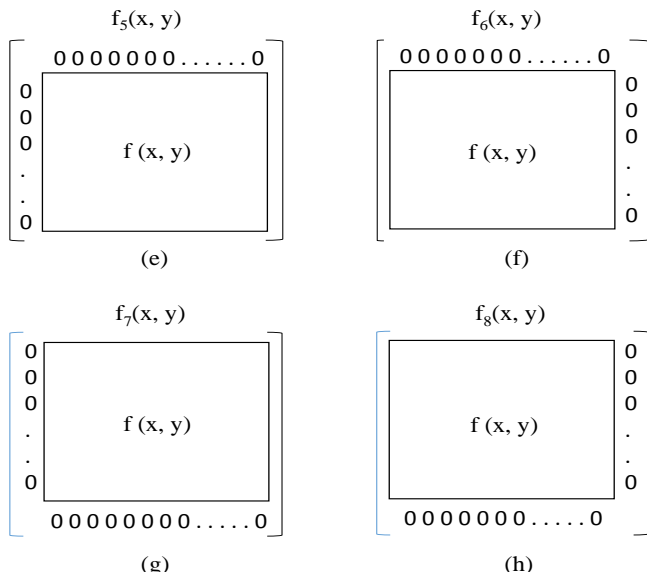 f5(x, y)
0 0 0 0 0 0 0 . . . . . . 0
0
0
0
.
.
0
f (x, y)
(e)
f6(x, y)
0 0 0 0 0 0 0 . . . . . . 0
f (x, y)
0
0
0
.
.
0
(f)
f7(x, y)
0
0
0
.
.
0
f (x, y)
0 0 0 0 0 0 0 0 . . . . . 0
(g)
f8(x, y)
f (x, y)
0
0
0
.
.
0
0 0 0 0 0 0 0 . . . . . 0
(h)